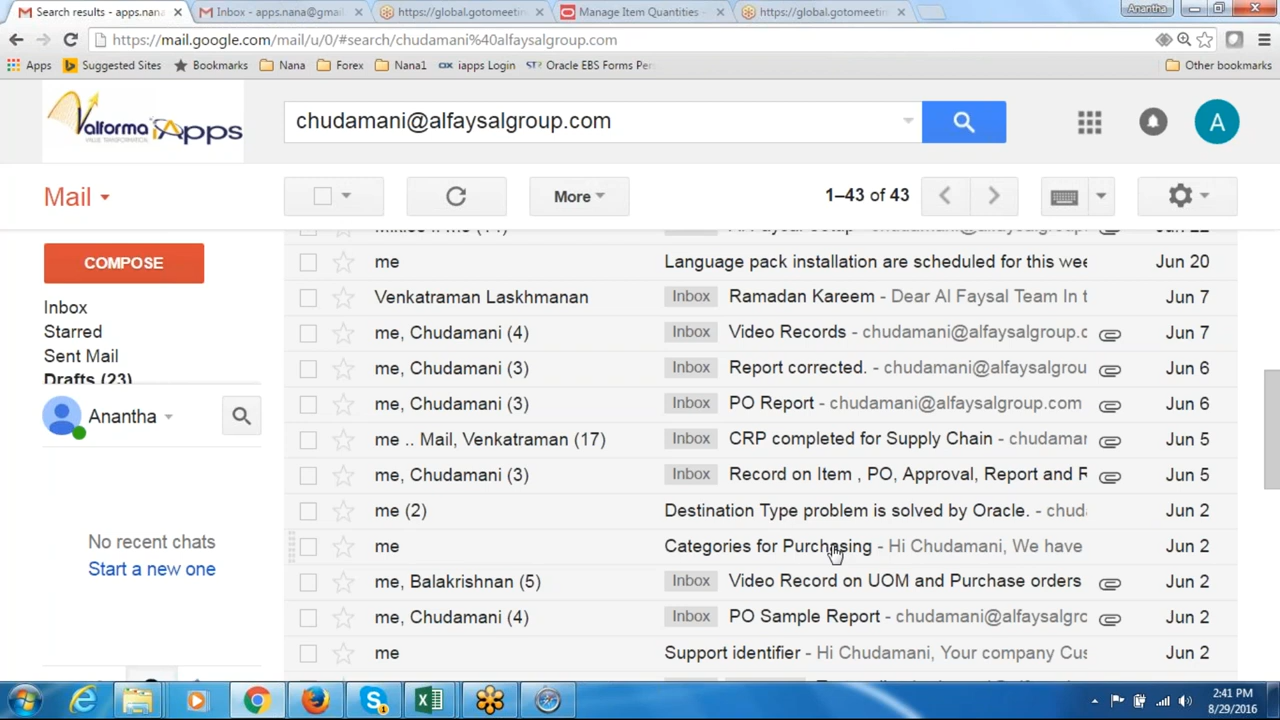 Search results - apps.nana
Inbox - apps.nana@gmail
https://global.gotomeetin
Manage Item Quantities
https://global.gotomeetin
Anantha
https://mail.google.com/mail/u/0/#search/chudamani%40alfaysalgroup.com
Apps
Suggested Sites
Bookmarks
Nana
Forex
Nana1
iapps Login
Oracle EBS Forms Per
Other bookmarks
Valforma iApps
chudamani@alfaysalgroup.com
A
Mail
More
1–43 of 43
COMPOSE
Inbox
Starred
Sent Mail
Drafts (23)
Anantha
No recent chats
Start a new one
me Language pack installation are scheduled for this wee Jun 20
Venkatraman Laskhmanan Inbox Ramadan Kareem - Dear Al Faysal Team In t Jun 7
me, Chudamani (4) Inbox Video Records - chudamani@alfaysalgroup.c Jun 7
me, Chudamani (3) Inbox Report corrected. - chudamani@alfaysalgrou Jun 6
me, Chudamani (3) Inbox PO Report - chudamani@alfaysalgroup.com Jun 6
me .. Mail, Venkatraman (17) Inbox CRP completed for Supply Chain - chudamar Jun 5
me, Chudamani (3) Inbox Record on Item , PO, Approval, Report and R Jun 5
me (2) Destination Type problem is solved by Oracle. - chuda Jun 2
me Categories for Purchasing - Hi Chudamani, We have Jun 2
me, Balakrishnan (5) Inbox Video Record on UOM and Purchase orders Jun 2
me, Chudamani (4) Inbox PO Sample Report - chudamani@alfaysalgro Jun 2
me Support identifier - Hi Chudamani, Your company Cus Jun 2
2:41 PM
8/29/2016